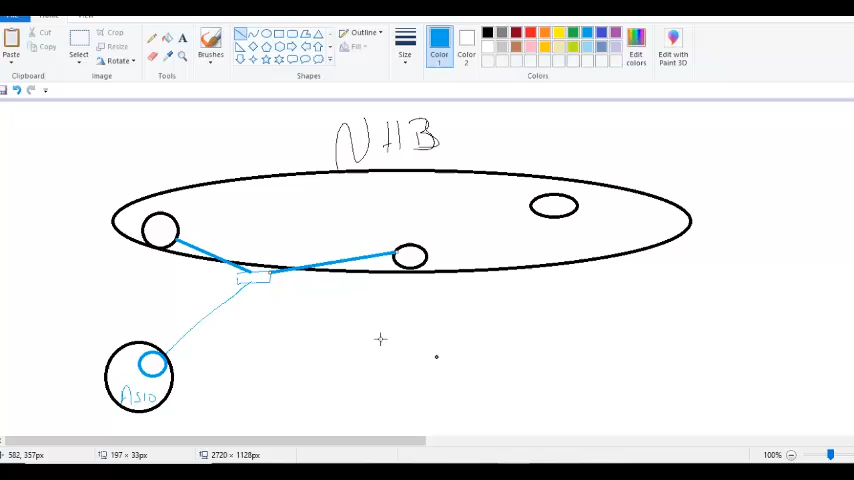 View
Paste
Cut
Copy
Clipboard
Select
Crop
Resize
Rotate
Image
Tools
Brushes
Outline
Fill
Shapes
Size
Color 1
Color 2
Edit colors
Colors
Edit with Paint 3D
NHB
ASIO
582, 357px
197 × 33px
2720 × 1128px
100%